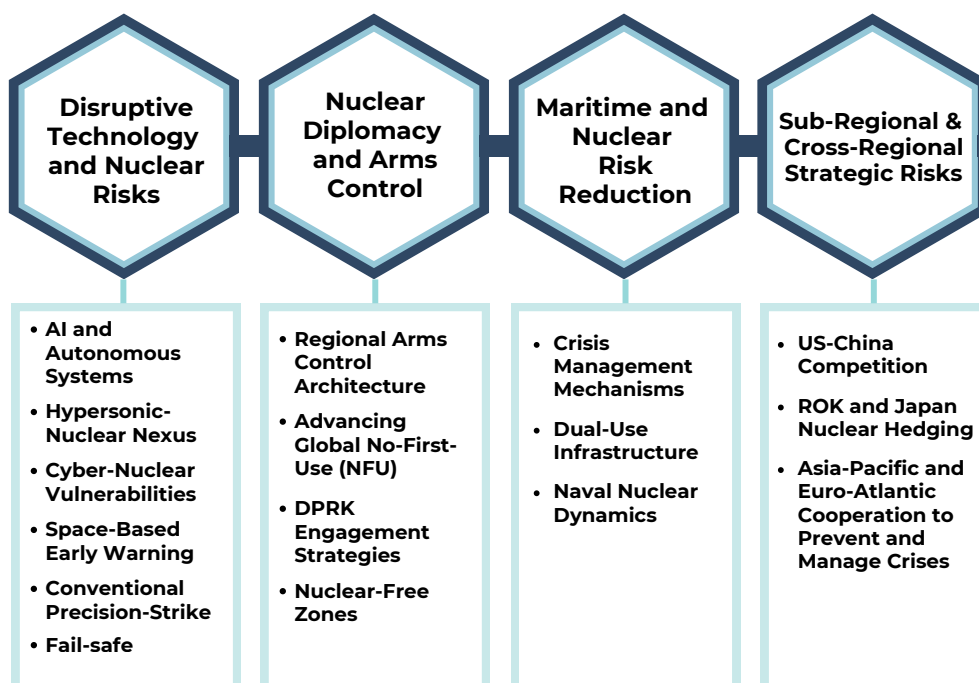 Disruptive
Technology
and Nuclear
Risks
Nuclear
Diplomacy
and Arms
Control
Maritime and
Nuclear
Risk
Reduction
Sub-Regional &
Cross-Regional
Strategic Risks
• AI and
Autonomous
Systems
• Hypersonic-
Nuclear Nexus
• Cyber-Nuclear
Vulnerabilities
• Space-Based
Early Warning
• Conventional
Precision-Strike
• Fail-safe
• Regional Arms
Control
Architecture
• Advancing
Global No-First-
Use (NFU)
• DPRK
Engagement
Strategies
• Nuclear-Free
Zones
• Crisis
Management
Mechanisms
• Dual-Use
Infrastructure
• Naval Nuclear
Dynamics
• US-China
Competition
• ROK and Japan
Nuclear Hedging
• Asia-Pacific and
Euro-Atlantic
Cooperation to
Prevent and
Manage Crises